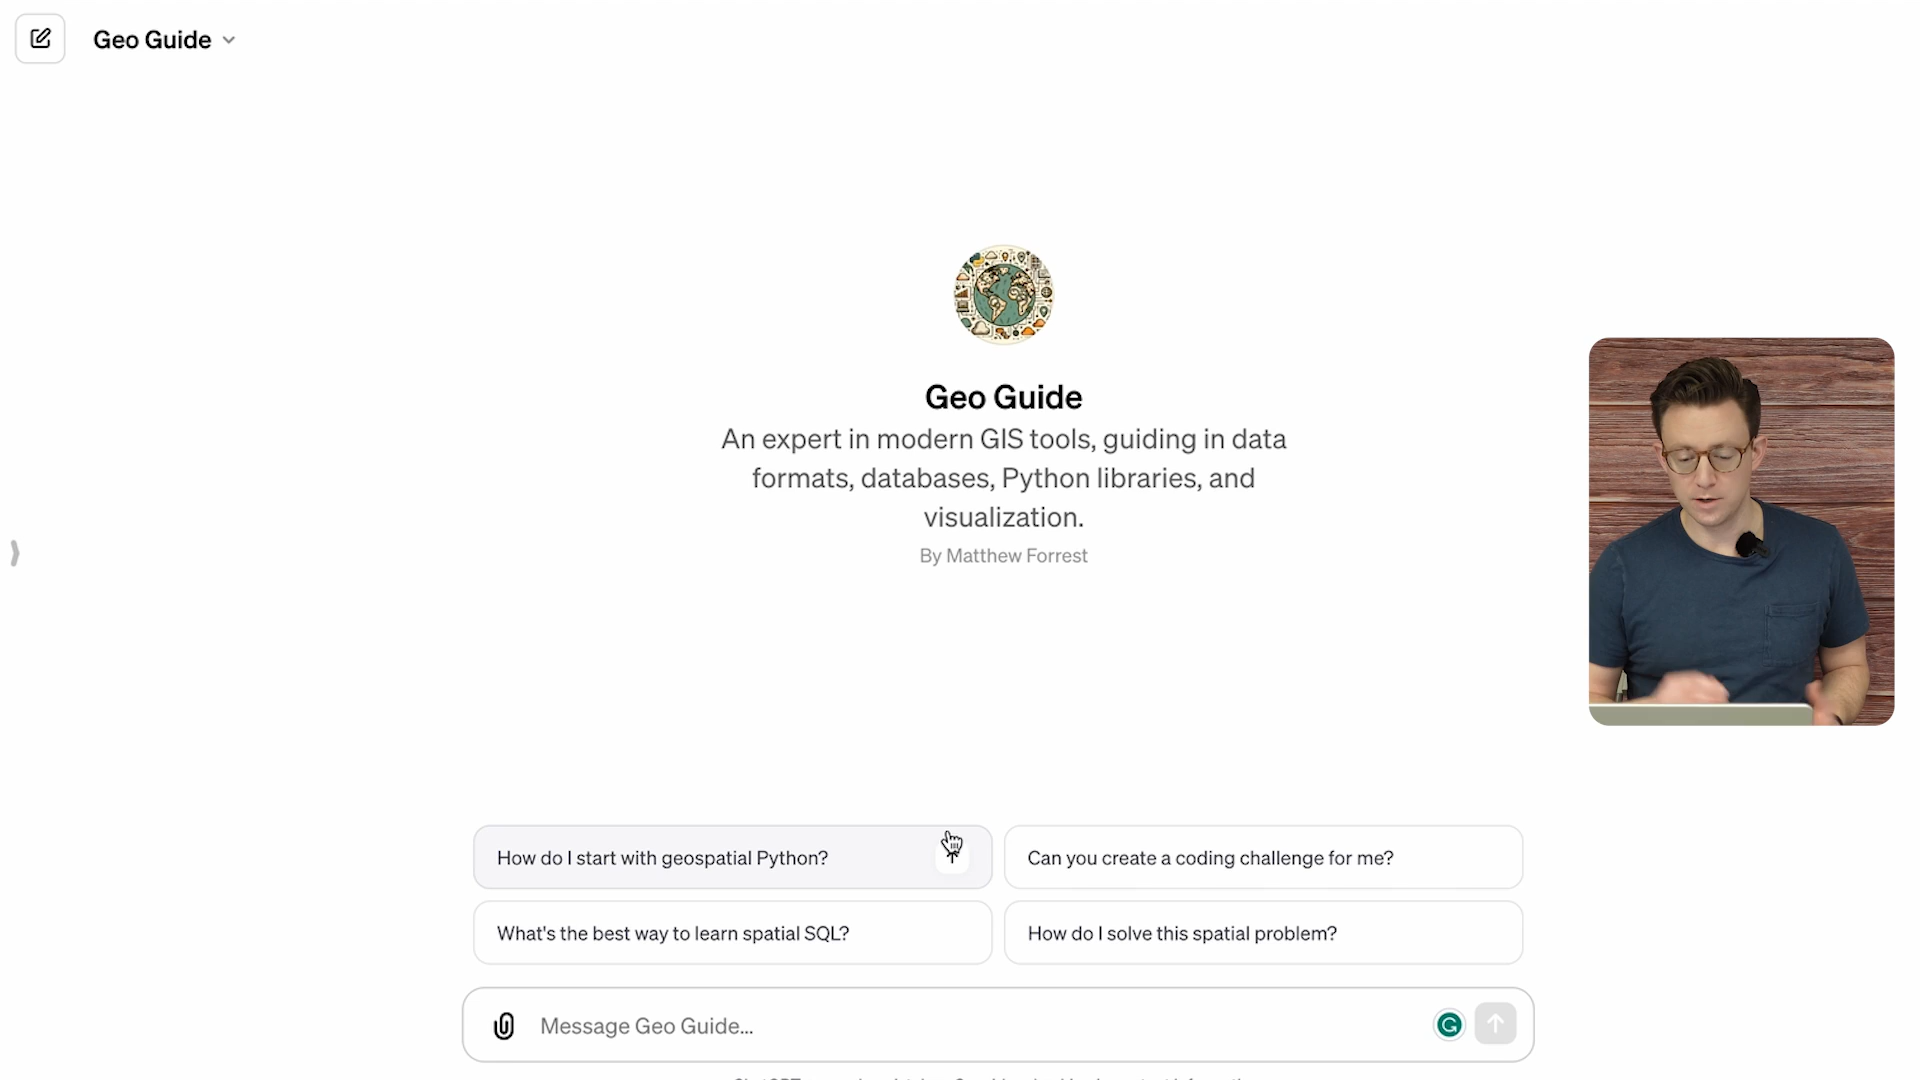 Geo Guide
Geo Guide
An expert in modern GIS tools, guiding in data
formats, databases, Python libraries, and
visualization.
By Matthew Forrest
How do I start with geospatial Python?
Can you create a coding challenge for me?
What's the best way to learn spatial SQL?
How do I solve this spatial problem?
Message Geo Guide...